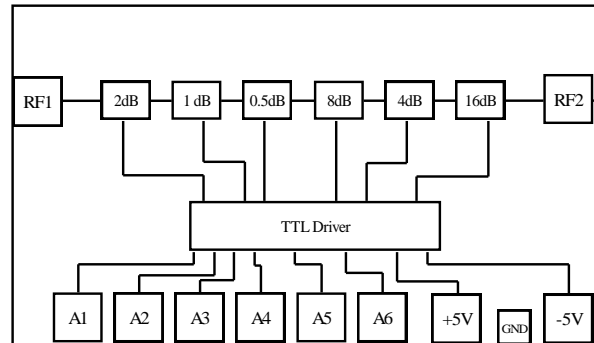 RF1 2dB 1 dB 0.5dB 8dB 4dB 16dB RF2
TTL Driver
A1 A2 A3 A4 A5 A6 +5V GND -5V